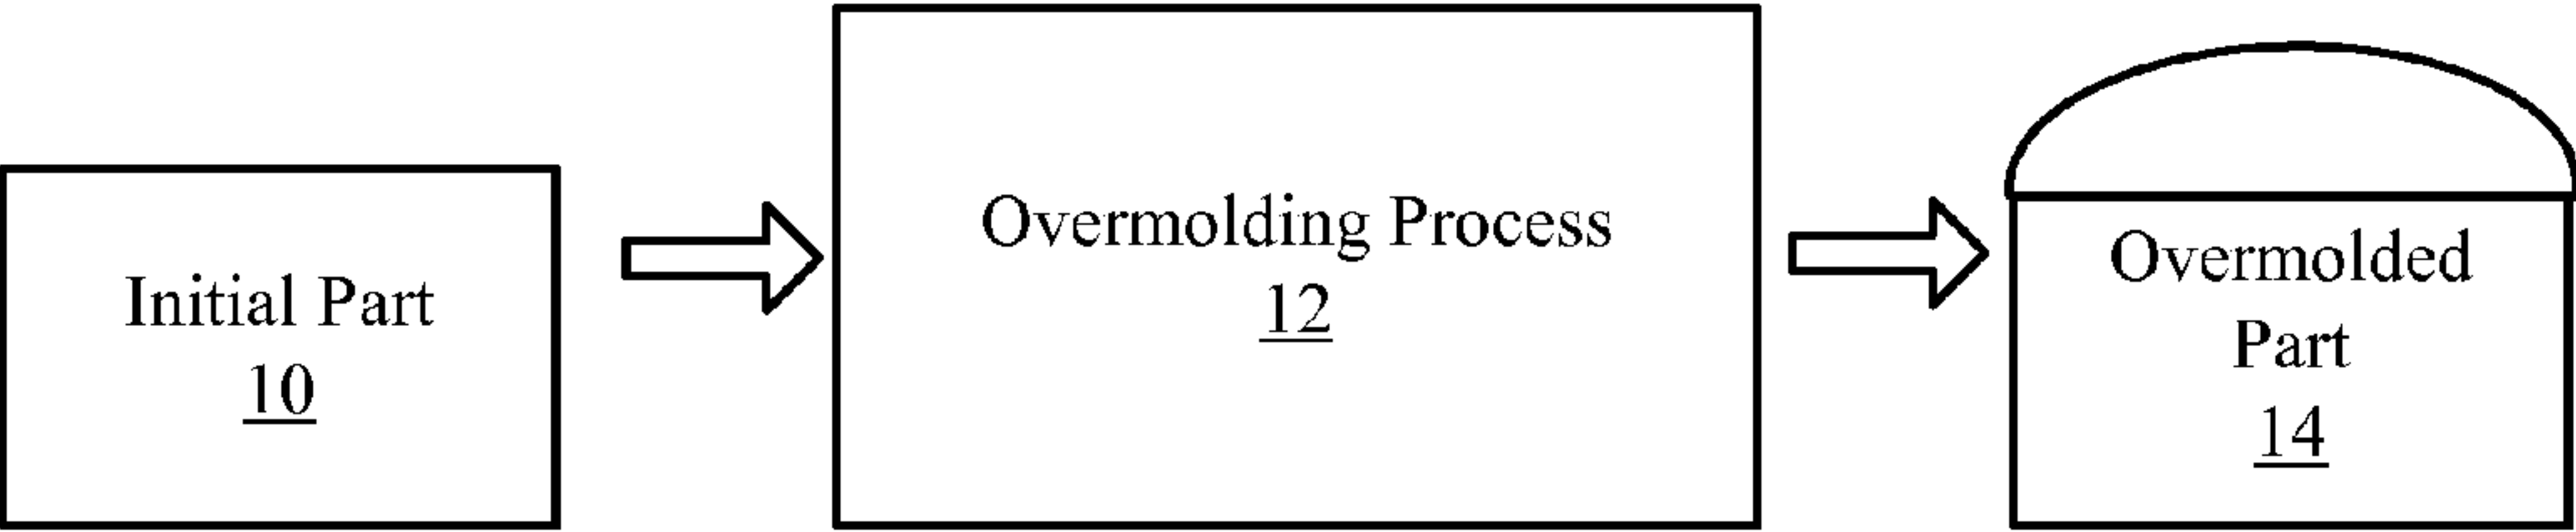 Initial Part
10
Overmolding Process
12
Overmolded
Part
14